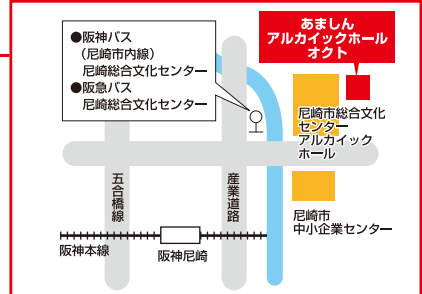 ●阪神バス
（尼崎市内線）
尼崎総合文化センター
●阪急バス
尼崎総合文化センター
あましん
アルカイックホール
オクト
尼崎市総合文化
センター
アルカイック
ホール
五合橋線
産業道路
尼崎市
中小企業センター
阪神本線
阪神尼崎